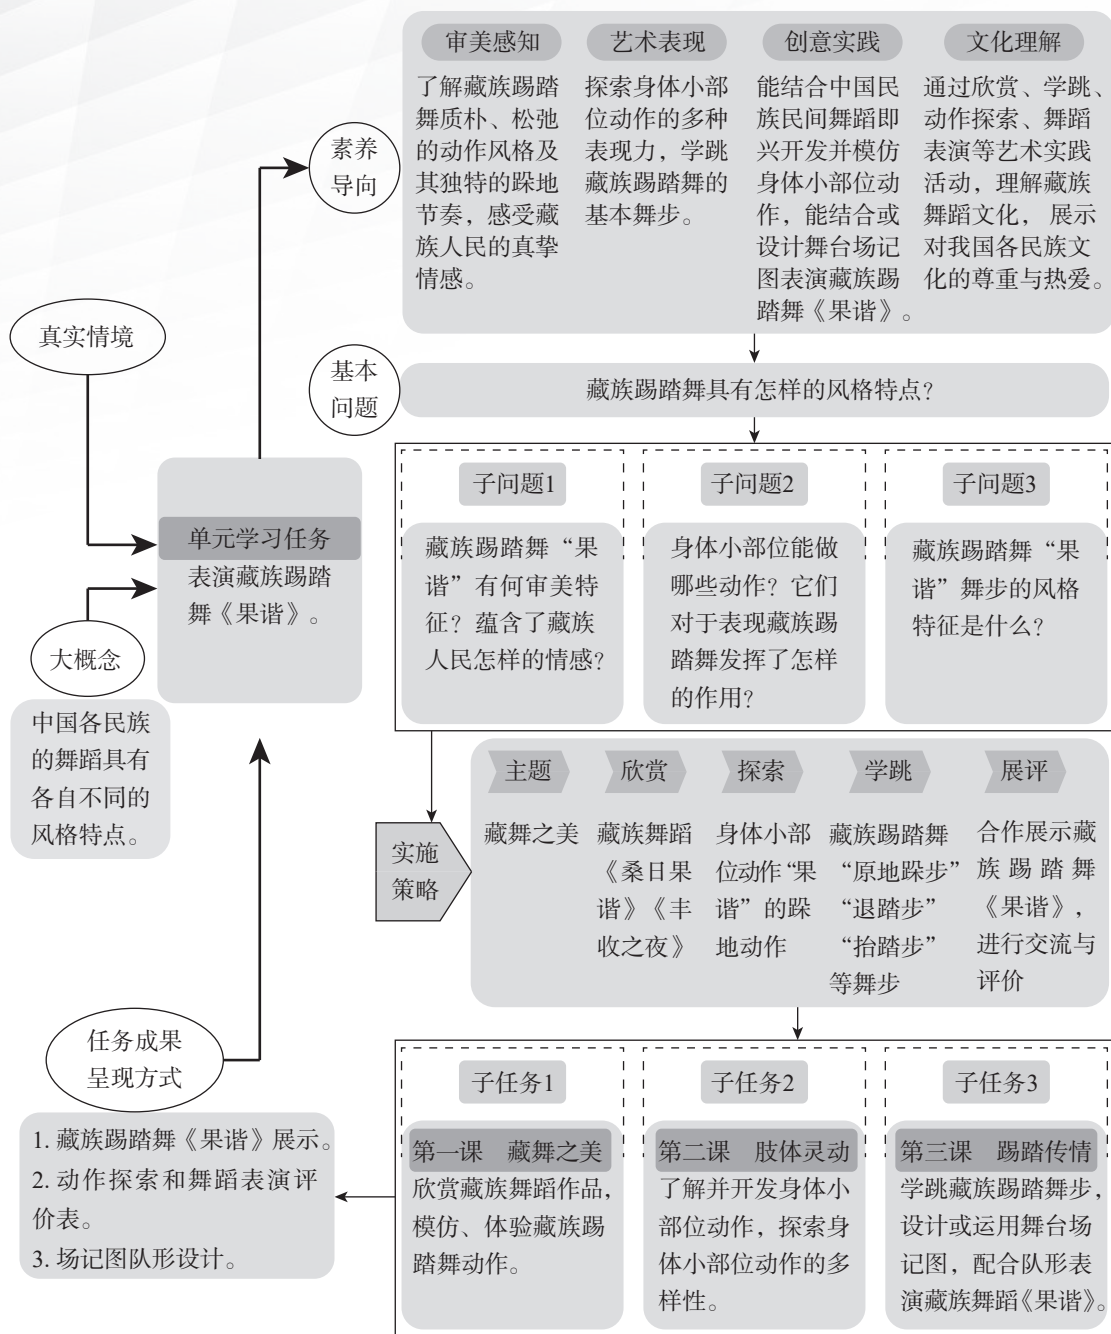 审美感知
了解藏族踢踏
舞质朴、松弛
的动作风格及
其独特的跺地
节奏，感受藏
族人民的真挚
情感。
艺术表现
探索身体小部
位动作的多种
表现力，学跳
藏族踢踏舞的
基本舞步。
创意实践
能结合中国民
族民间舞蹈即
兴开发并模仿
身体小部位动
作，能结合或
设计舞台场记
图表演藏族踢
踏舞《果谐》。
文化理解
通过欣赏、学跳、
动作探索、舞蹈
表演等艺术实践
活动，理解藏族
舞蹈文化，展示
对我国各民族文
化的尊重与热爱。
素养
导向
真实情境
基本
问题
藏族踢踏舞具有怎样的风格特点？
单元学习任务
表演藏族踢踏
舞《果谐》。
大概念
中国各民族
的舞蹈具有
各自不同的
风格特点。
子问题1
藏族踢踏舞“果
谐”有何审美特
征？蕴含了藏族
人民怎样的情感？
子问题2
身体小部位能做
哪些动作？它们
对于表现藏族踢
踏舞发挥了怎样
的作用？
子问题3
藏族踢踏舞“果
谐”舞步的风格
特征是什么？
实施
策略
主题
藏舞之美
欣赏
藏族舞蹈
《桑日果
谐》《丰
收之夜》
探索
身体小部
位动作“果
谐”的跺
地动作
学跳
藏族踢踏舞
“原地跺步”
“退踏步”
“抬踏步”
等舞步
展评
合作展示藏
族踢踏舞
《果谐》，
进行交流与
评价
任务成果
呈现方式
1. 藏族踢踏舞《果谐》展示。
2. 动作探索和舞蹈表演评
价表。
3. 场记图队形设计。
子任务1
第一课 藏舞之美
欣赏藏族舞蹈作品，
模仿、体验藏族踢
踏舞动作。
子任务2
第二课 肢体灵动
了解并开发身体小
部位动作，探索身
体小部位动作的多
样性。
子任务3
第三课 踢踏传情
学跳藏族踢踏舞步，
设计或运用舞台场
记图，配合队形表
演藏族舞蹈《果谐》。